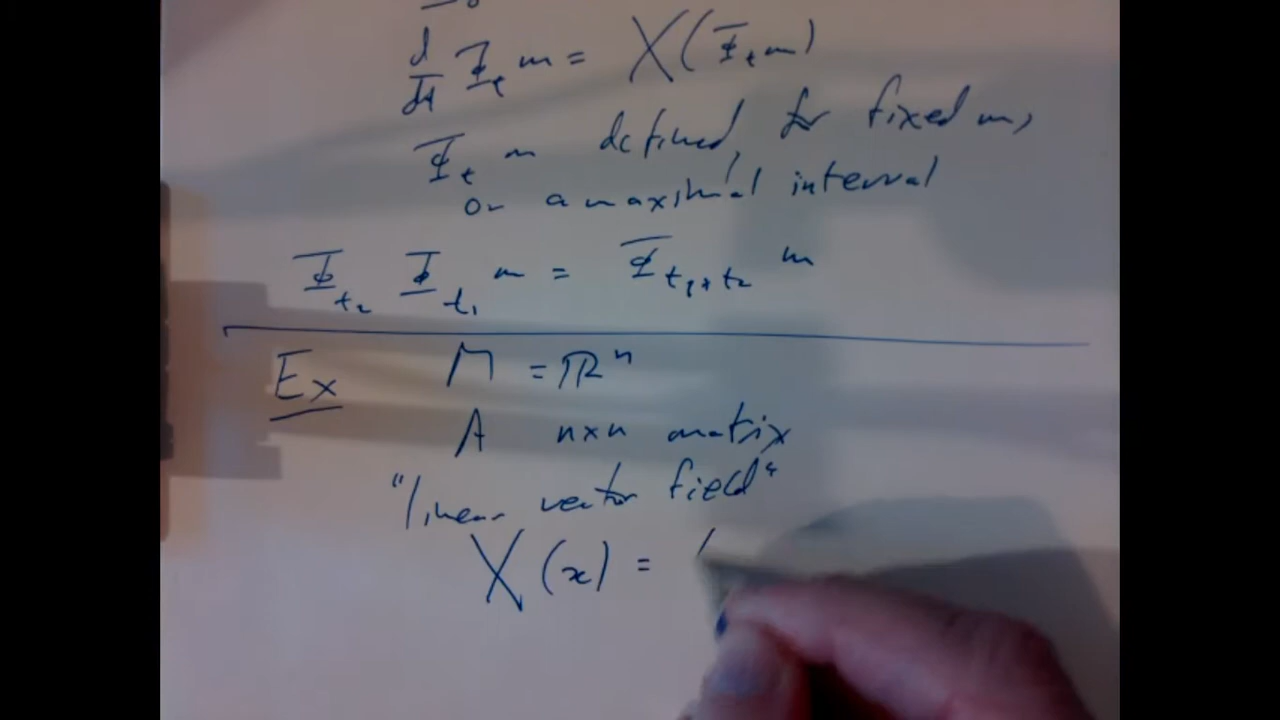 d/dt Φ_t m = X(Φ_t m)
Φ_t m defined, for fixed m,
on a maximal interval
Φ_{t_2} Φ_{t_1} m = Φ_{t_1+t_2} m
Ex M = ℝ^n
A n×n matrix
"linear vector field"
X(x) =